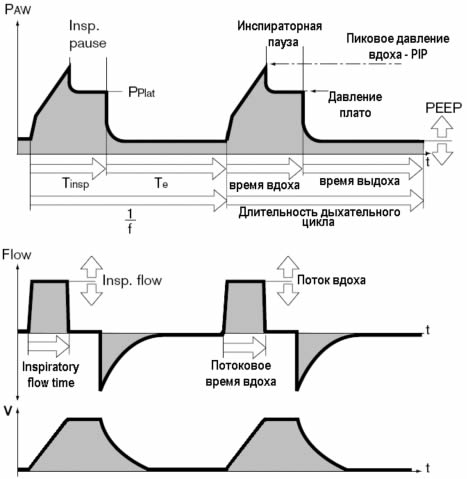 PAW
Insp.
pause
Инспираторная
пауза
Пиковое давление
вдоха - PIP
PPlat
Давление
плато
PEEP
t
Tinsp
Te
время вдоха
время выдоха
1
f
Длительность дыхательного
цикла
Flow
Insp. flow
Поток вдоха
t
Inspiratory
flow time
Потоковое
время вдоха
V
t